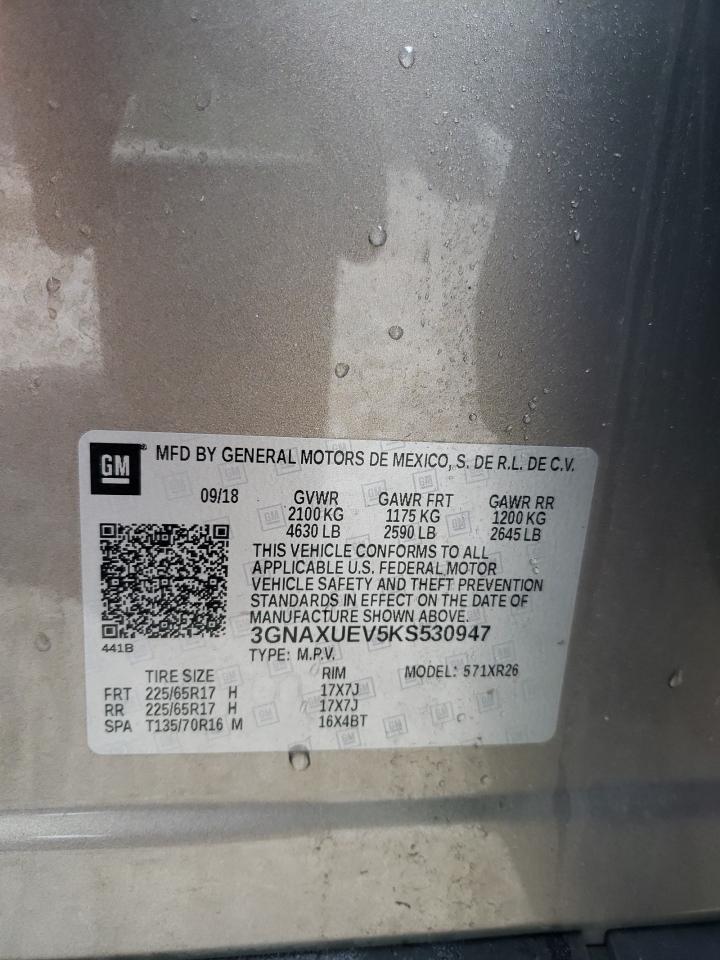 GM
MFD BY GENERAL MOTORS DE MEXICO, S. DE R.L. DE C.V.
09/18 GVWR GAWR FRT GAWR RR
2100 KG 1175 KG 1200 KG
4630 LB 2590 LB 2645 LB
THIS VEHICLE CONFORMS TO ALL
APPLICABLE U.S. FEDERAL MOTOR
VEHICLE SAFETY AND THEFT PREVENTION
STANDARDS IN EFFECT ON THE DATE OF
MANUFACTURE SHOWN ABOVE.
3GNAXUEV5KS530947
441B
TYPE: M.P.V.
TIRE SIZE RIM MODEL: 571XR26
FRT 225/65R17 H 17X7J
RR 225/65R17 H 17X7J
SPA T135/70R16 M 16X4BT